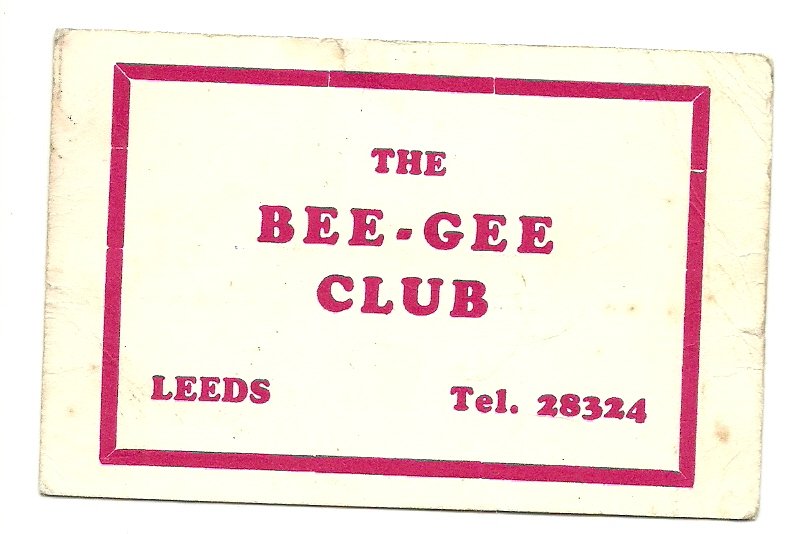 THE
BEE-GEE
CLUB
LEEDS Tel. 28324